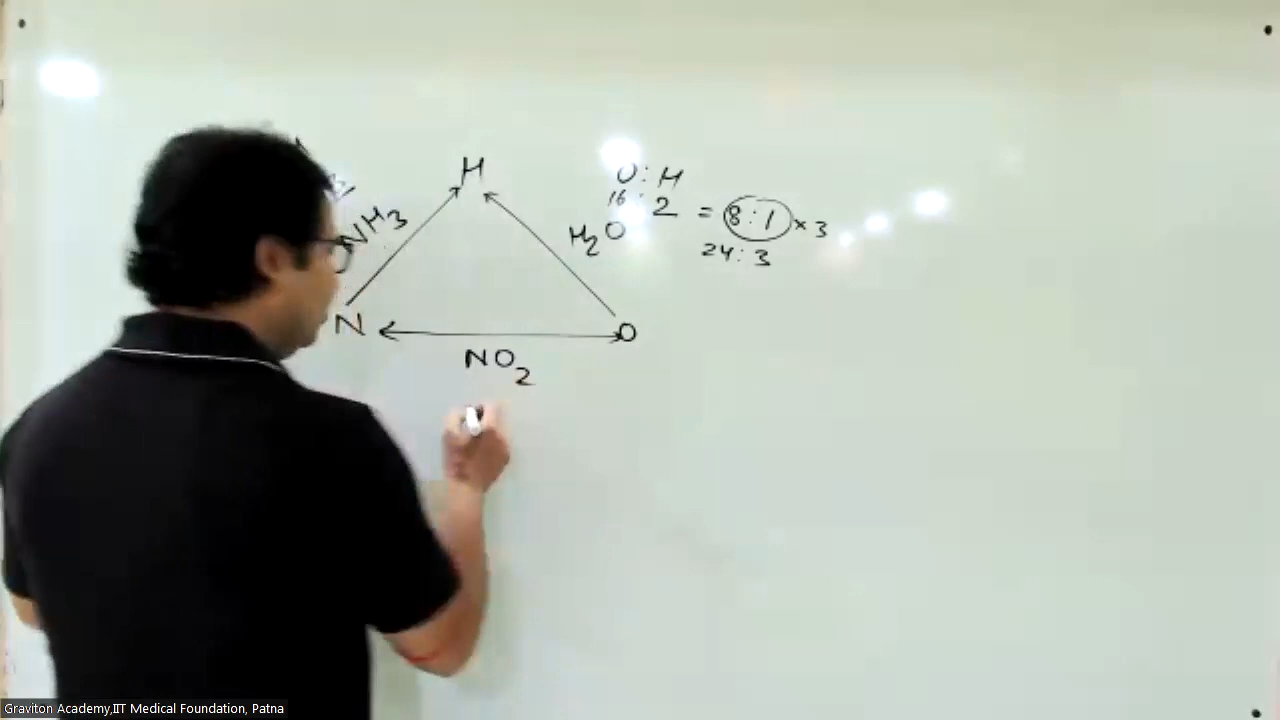 H
NH3
N
O
H2O
NO2
O : H
16 : 2 = 8 : 1 × 3
24 : 3
Graviton Academy,IIT Medical Foundation, Patna